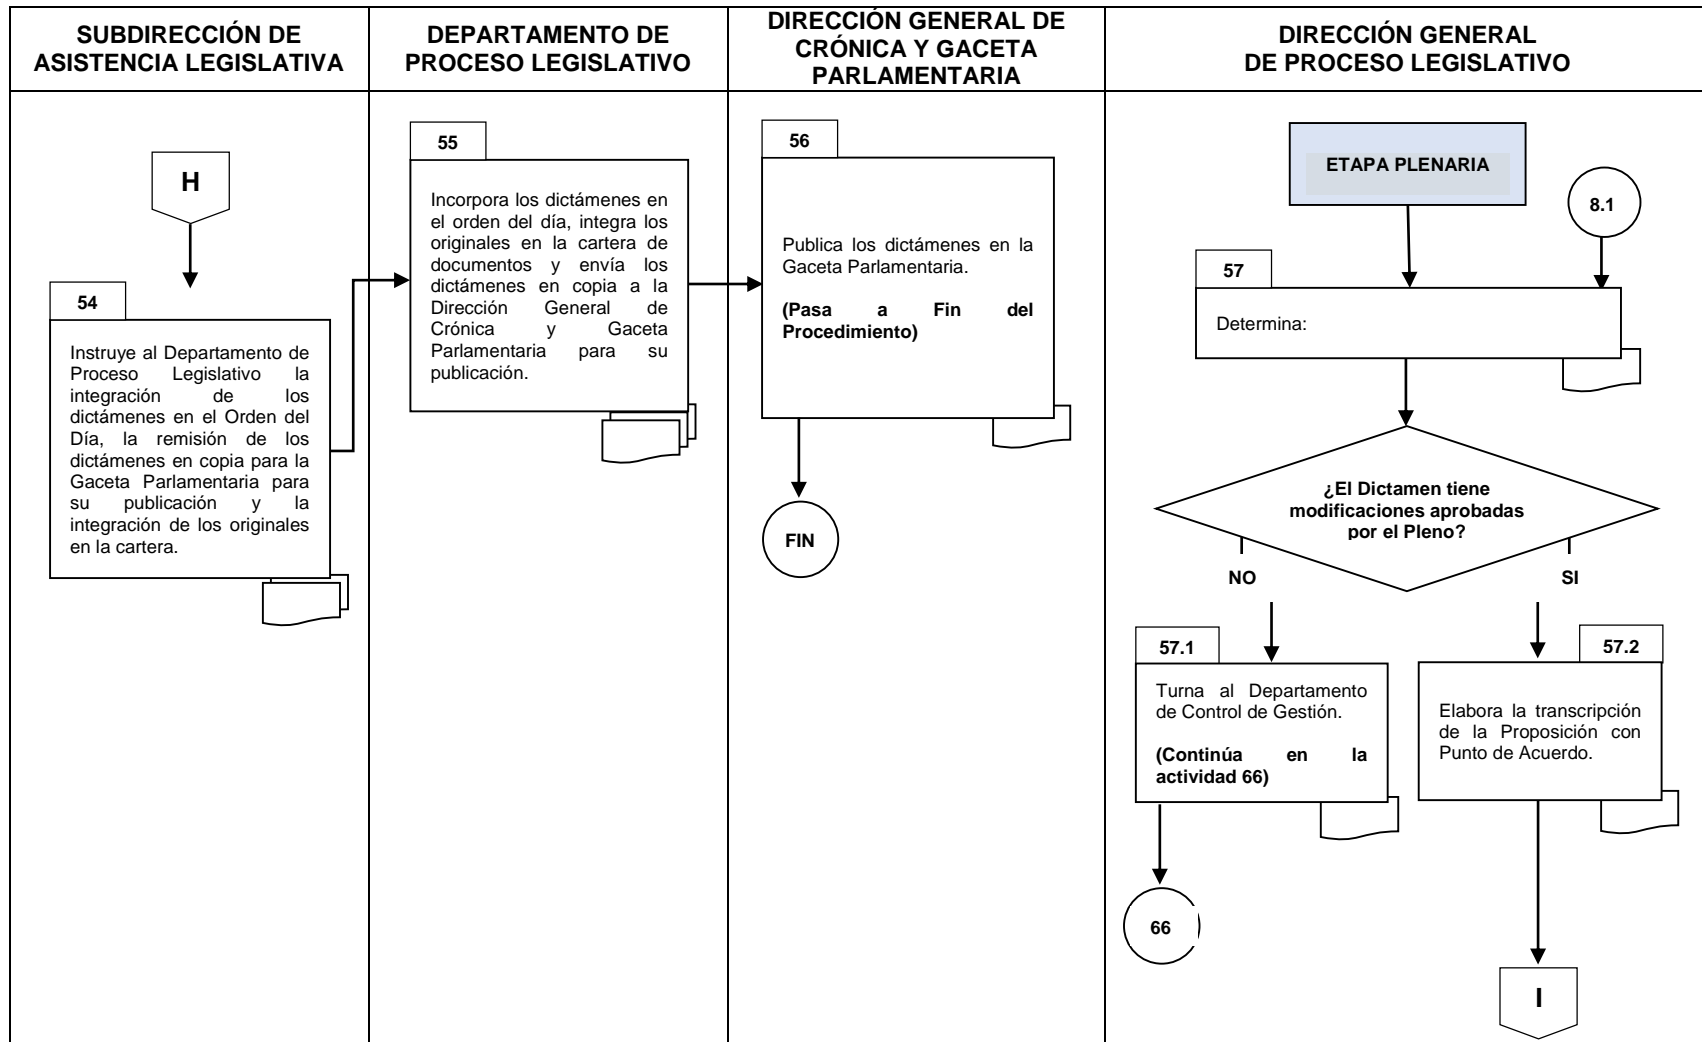 SUBDIRECCIÓN DE
ASISTENCIA LEGISLATIVA
DEPARTAMENTO DE
PROCESO LEGISLATIVO
DIRECCIÓN GENERAL DE
CRÓNICA Y GACETA
PARLAMENTARIA
DIRECCIÓN GENERAL
DE PROCESO LEGISLATIVO
H
54
Instruye al Departamento de
Proceso Legislativo la
integración de los
dictámenes en el Orden del
Día, la remisión de los
dictámenes en copia para la
Gaceta Parlamentaria para
su publicación y la
integración de los originales
en la cartera.
55
Incorpora los dictámenes en
el orden del día, integra los
originales en la cartera de
documentos y envía los
dictámenes en copia a la
Dirección General de
Crónica y Gaceta
Parlamentaria para su
publicación.
56
Publica los dictámenes en la
Gaceta Parlamentaria.
(Pasa a Fin del
Procedimiento)
FIN
ETAPA PLENARIA
8.1
57
Determina:
¿El Dictamen tiene
modificaciones aprobadas
por el Pleno?
NO
SI
57.1
Turna al Departamento
de Control de Gestión.
(Continúa en la
actividad 66)
66
57.2
Elabora la transcripción
de la Proposición con
Punto de Acuerdo.
I